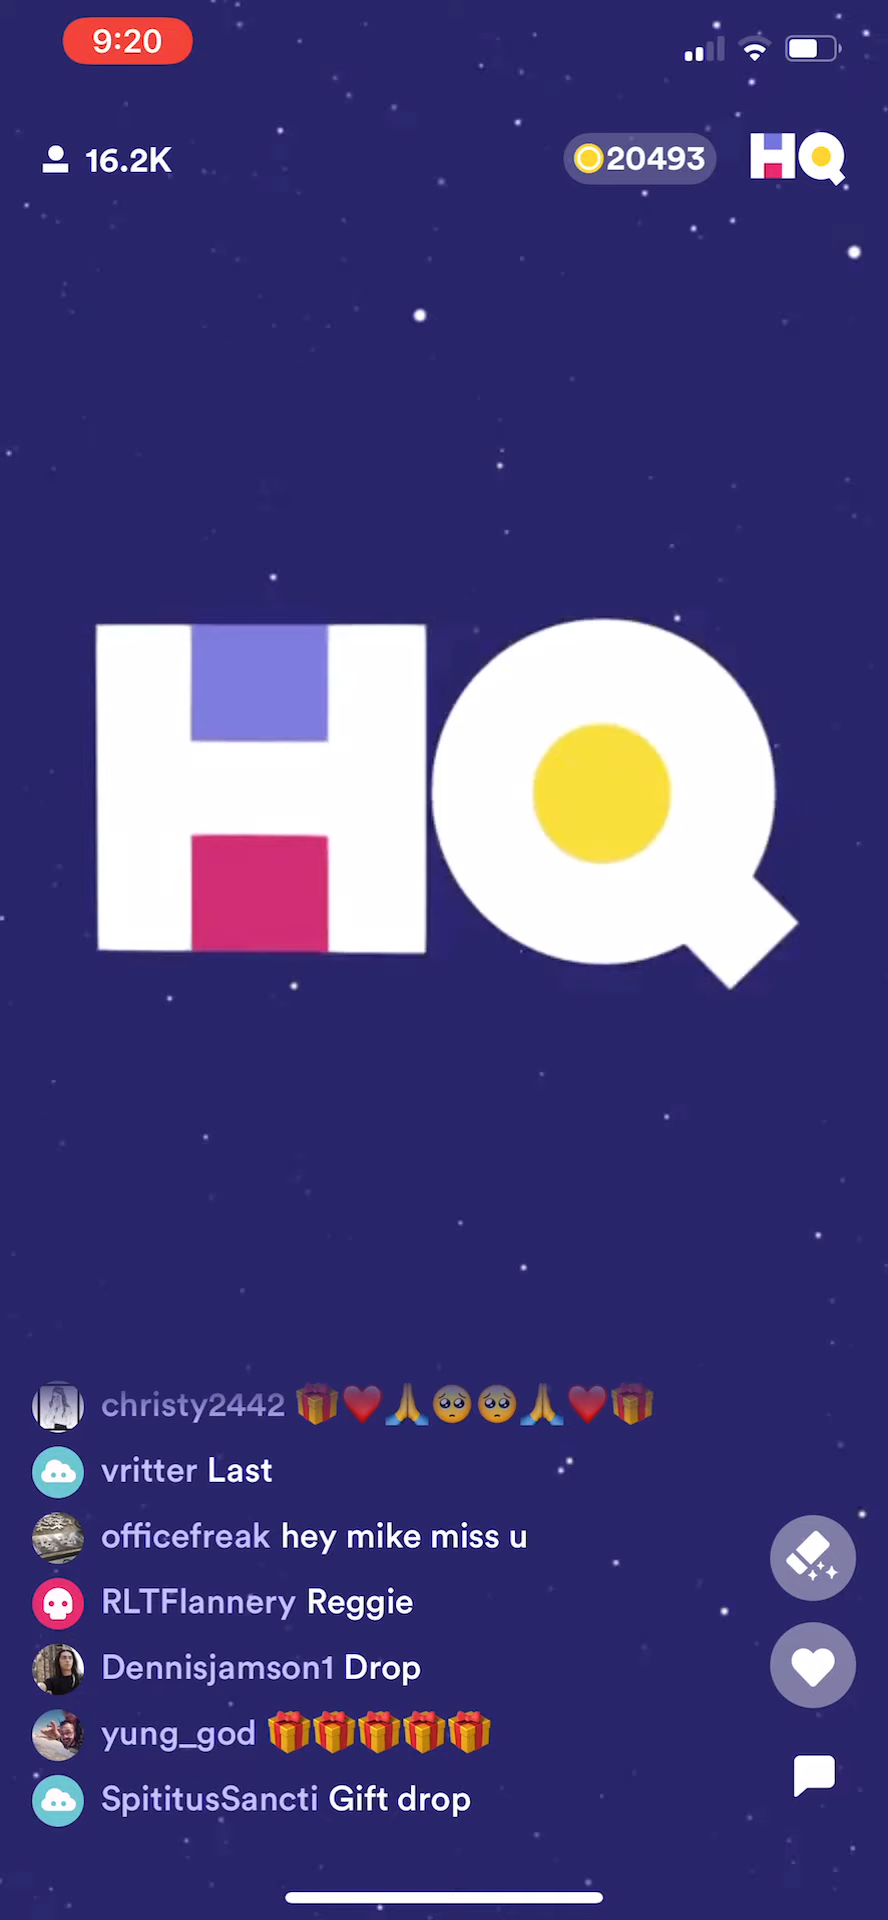 9:20
16.2K
20493
HQ
HQ
christy2442 🎁❤️🙏🥺🥺🙏❤️🎁
vritter Last
officefreak hey mike miss u
RLTFlannery Reggie
Dennisjamson1 Drop
yung_god 🎁🎁🎁🎁🎁
SpititusSancti Gift drop